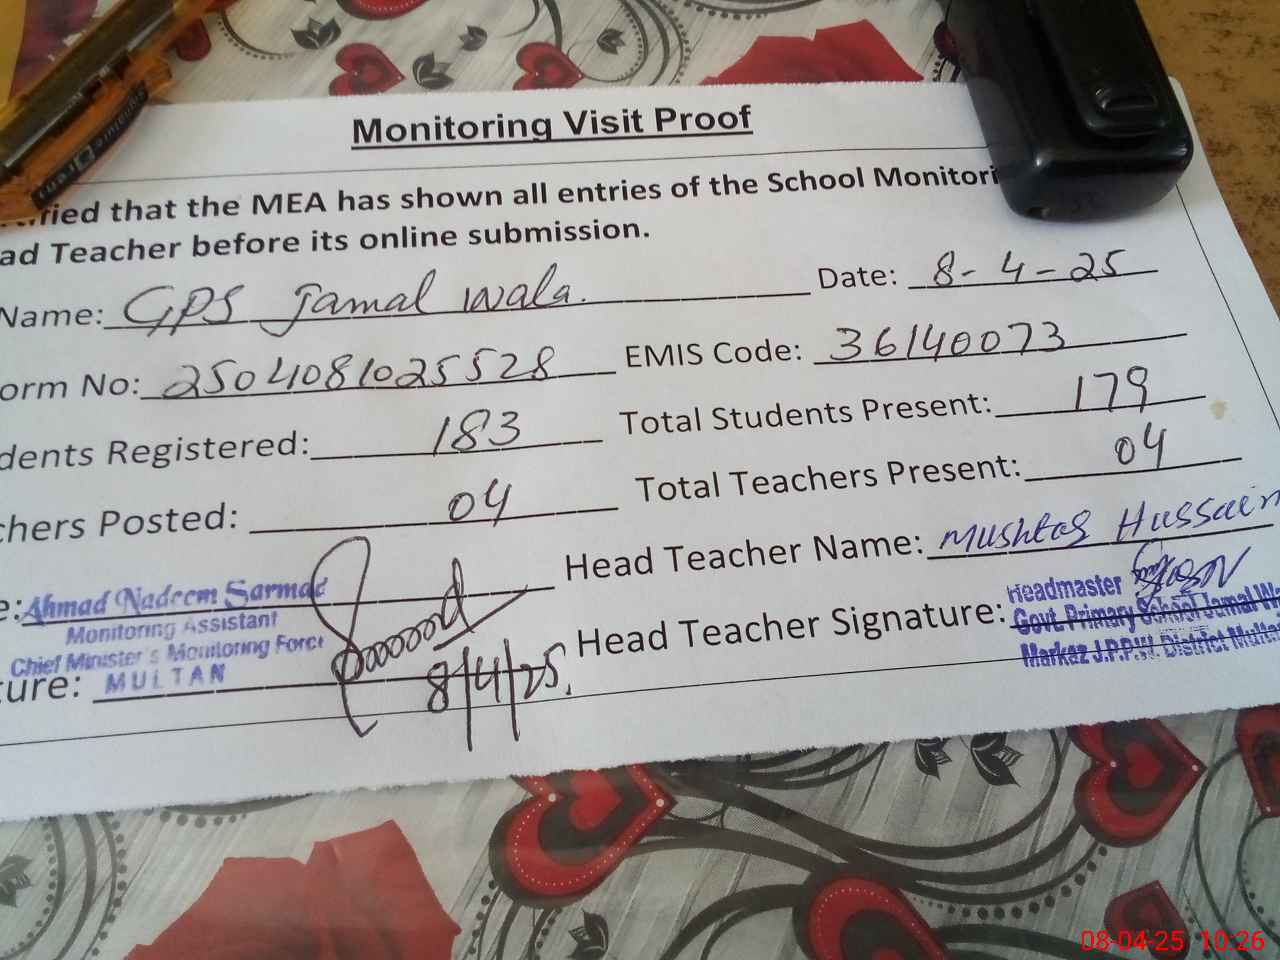 Monitoring Visit Proof
ified that the MEA has shown all entries of the School Monitori
ad Teacher before its online submission.
Name: GPS Jamal Wala. Date: 8-4-25
orm No: 2504081025528 EMIS Code: 36140073
dents Registered: 183 Total Students Present: 179
chers Posted: 04 Total Teachers Present: 04
e: Ahmad Nadeem Sarmad Head Teacher Name: Mushtaq Hussain
Monitoring Assistant
Chief Minister's Monitoring Force
ture: MULTAN 8/4/25. Head Teacher Signature:
Headmaster
Govt. Primary School Jamal Wa
Markaz J.P.P.W. District Multa
08-04-25 10:26